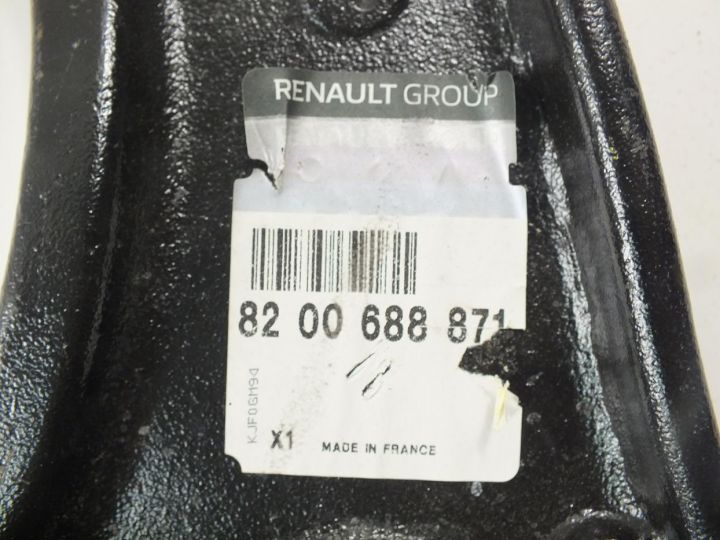 RENAULT GROUP
82 00 688 871
KJF06M94
X1 MADE IN FRANCE